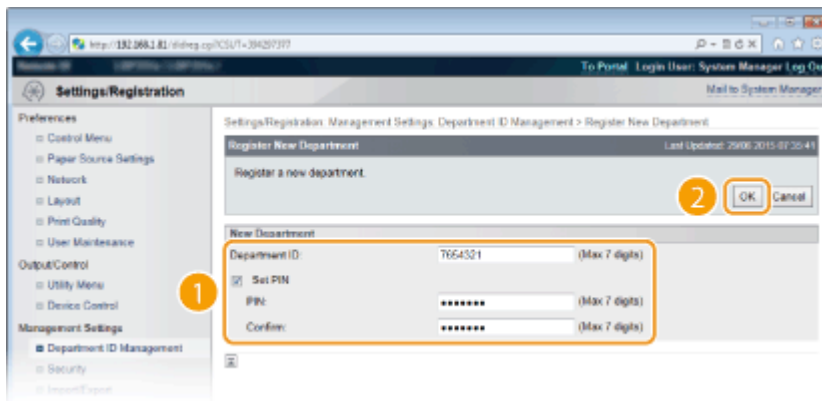 http://192.168.1.81/
To Portal Login User: System Manager Log Ou
Settings/Registration
Mail to System Manager
Preferences
Control Menu
Paper Source Settings
Network
Layout
Print Quality
User Maintenance
Output/Control
Utility Menu
Device Control
Management Settings
Department ID Management
Security
Import/Export
Settings/Registration: Management Settings: Department ID Management > Register New Department
Register New Department
Last Updated: 29/06 2015 07:35:41
Register a new department.
2
OK
Cancel
New Department
1
Department ID: 7654321 (Max 7 digits)
Set PIN
PIN: ••••••• (Max 7 digits)
Confirm: ••••••• (Max 7 digits)